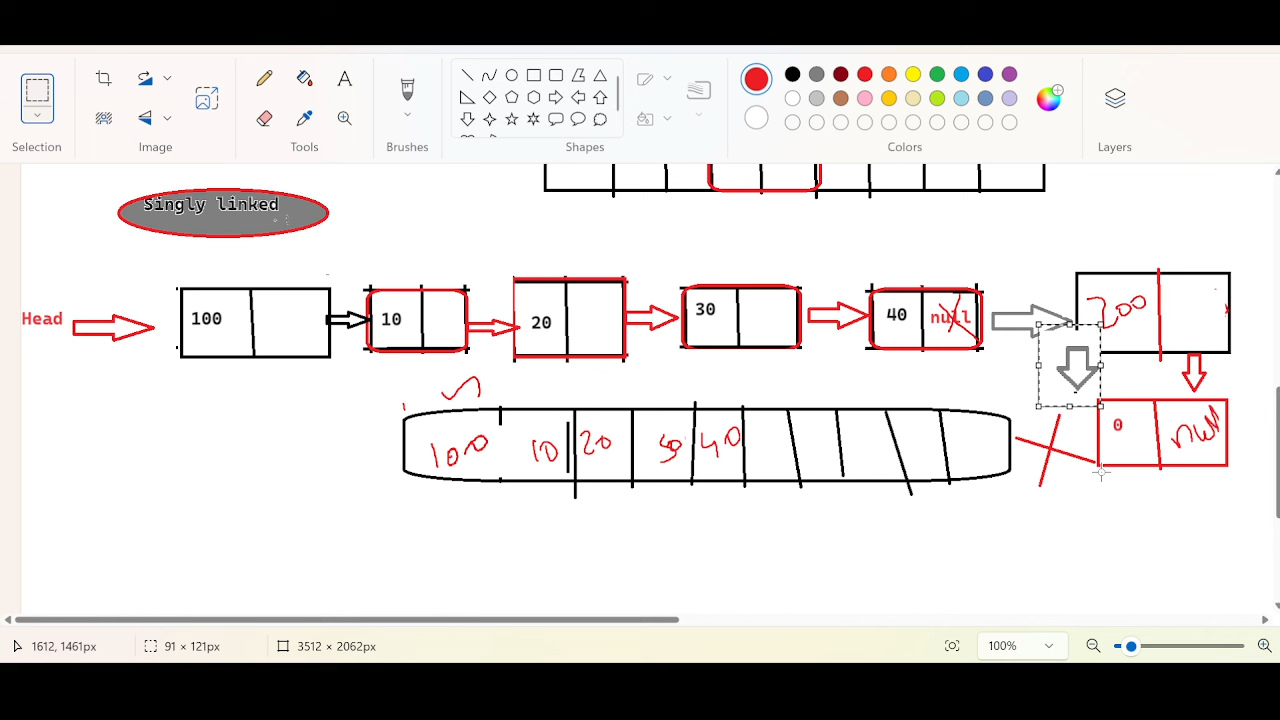 Selection
Image
Tools
Brushes
Shapes
Colors
Layers
Singly linked
Head
100
10
20
30
40 null
200
100 10 20 30 40
0 null
1612, 1461px
91 × 121px
3512 × 2062px
100%